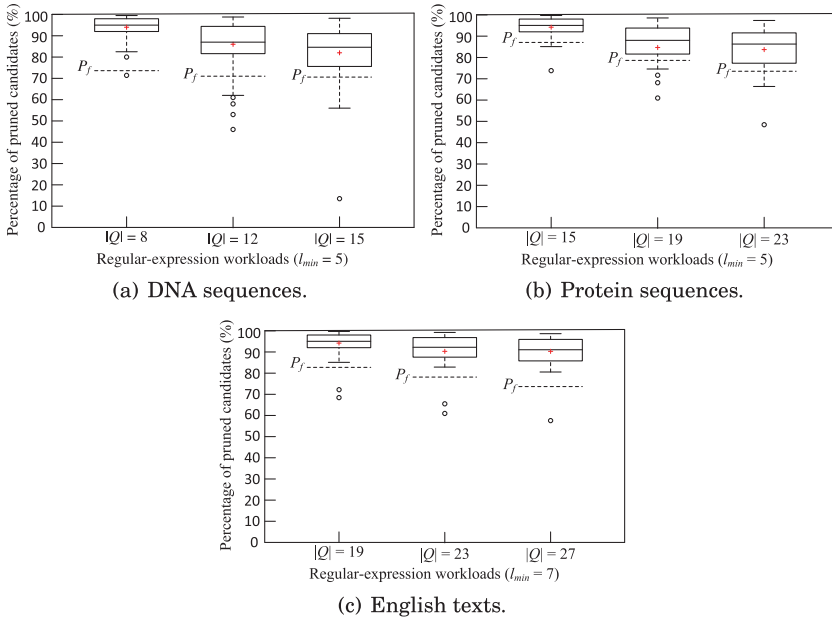 Percentage of pruned candidates (%)
100
90
80
70
60
50
40
30
20
10
0
P_f
P_f
P_f
|Q| = 8
|Q| = 12
|Q| = 15
Regular-expression workloads (l_min = 5)
(a) DNA sequences.
Percentage of pruned candidates (%)
100
90
80
70
60
50
40
30
20
10
0
P_f
P_f
P_f
|Q| = 15
|Q| = 19
|Q| = 23
Regular-expression workloads (l_min = 5)
(b) Protein sequences.
Percentage of pruned candidates (%)
100
90
80
70
60
50
40
30
20
10
0
P_f
P_f
P_f
|Q| = 19
|Q| = 23
|Q| = 27
Regular-expression workloads (l_min = 7)
(c) English texts.